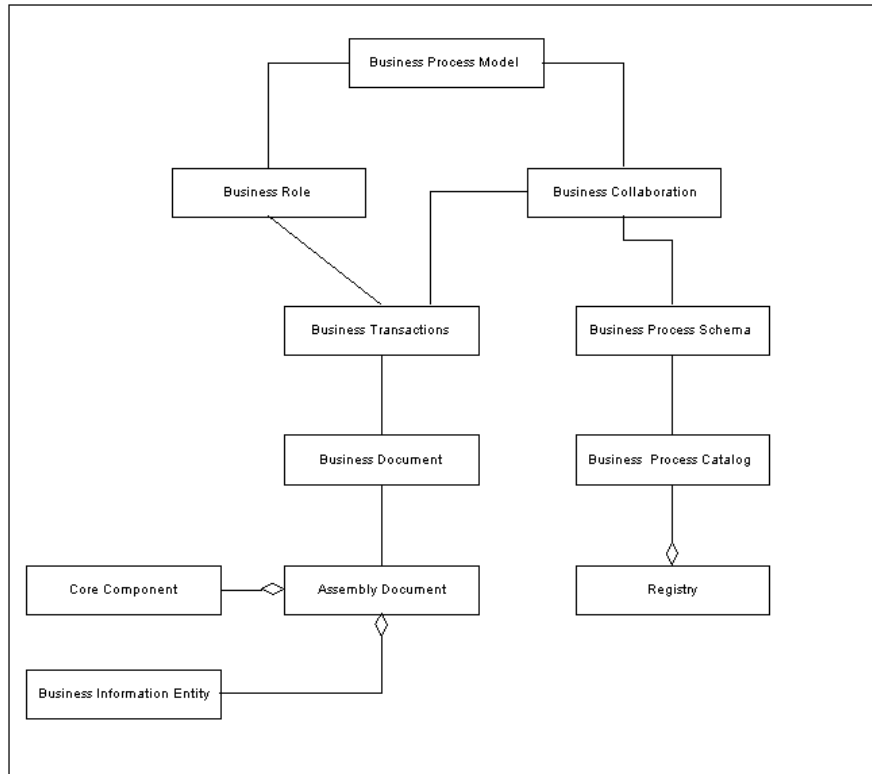 Business Process Model
Business Role
Business Collaboration
Business Transactions
Business Process Schema
Business Document
Business Process Catalog
Core Component
Assembly Document
Registry
Business Information Entity